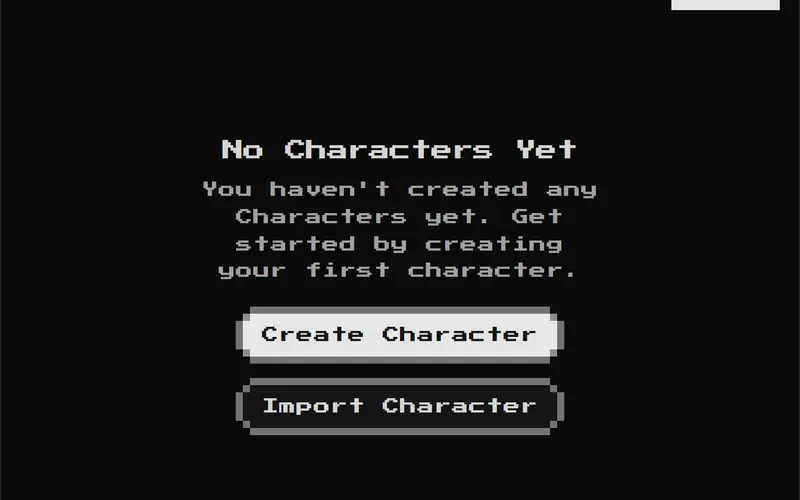 No Characters Yet
You haven't created any
Characters yet. Get
started by creating
your first character.
Create Character
Import Character